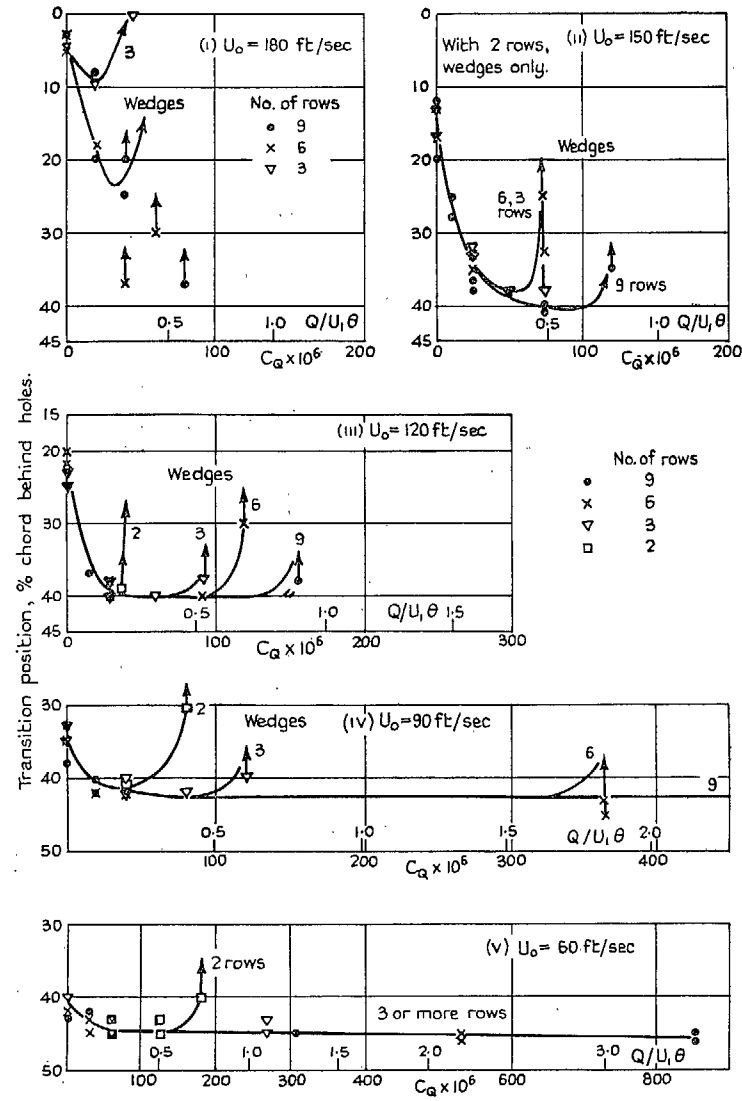 Transition position, % chord behind holes.
(i) U₀ = 180 ft/sec
0
10
20
30
40
45
3
Wedges
No. of rows
9
6
3
0.5 1.0 Q/U₁θ
0 100 200
C_Q × 10⁶
(ii) U₀ = 150 ft/sec
With 2 rows,
wedges only.
0
10
20
30
40
45
Wedges
6,3
rows
9 rows
0.5 1.0 Q/U₁θ
0 100 200
C_Q × 10⁶
(iii) U₀ = 120 ft/sec
15
20
30
40
45
Wedges
2 3 6 9
0.5 1.0 Q/U₁θ 1.5
0 100 200 300
C_Q × 10⁶
No. of rows
9
6
3
2
(iv) U₀ = 90 ft/sec
30
40
50
Wedges
2 3 6 9
0.5 1.0 1.5 Q/U₁θ 2.0
0 100 200 300 400
C_Q × 10⁶
(v) U₀ = 60 ft/sec
30
40
50
2 rows
3 or more rows
0.5 1.0 1.5 2.0 3.0 Q/U₁θ
0 100 200 400 600 800
C_Q × 10⁶